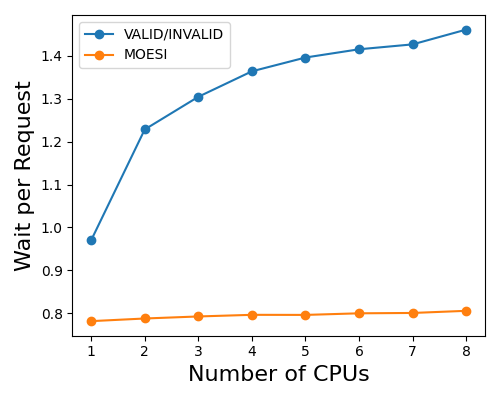 VALID/INVALID
MOESI
Wait per Request
1.4
1.3
1.2
1.1
1.0
0.9
0.8
1 2 3 4 5 6 7 8
Number of CPUs